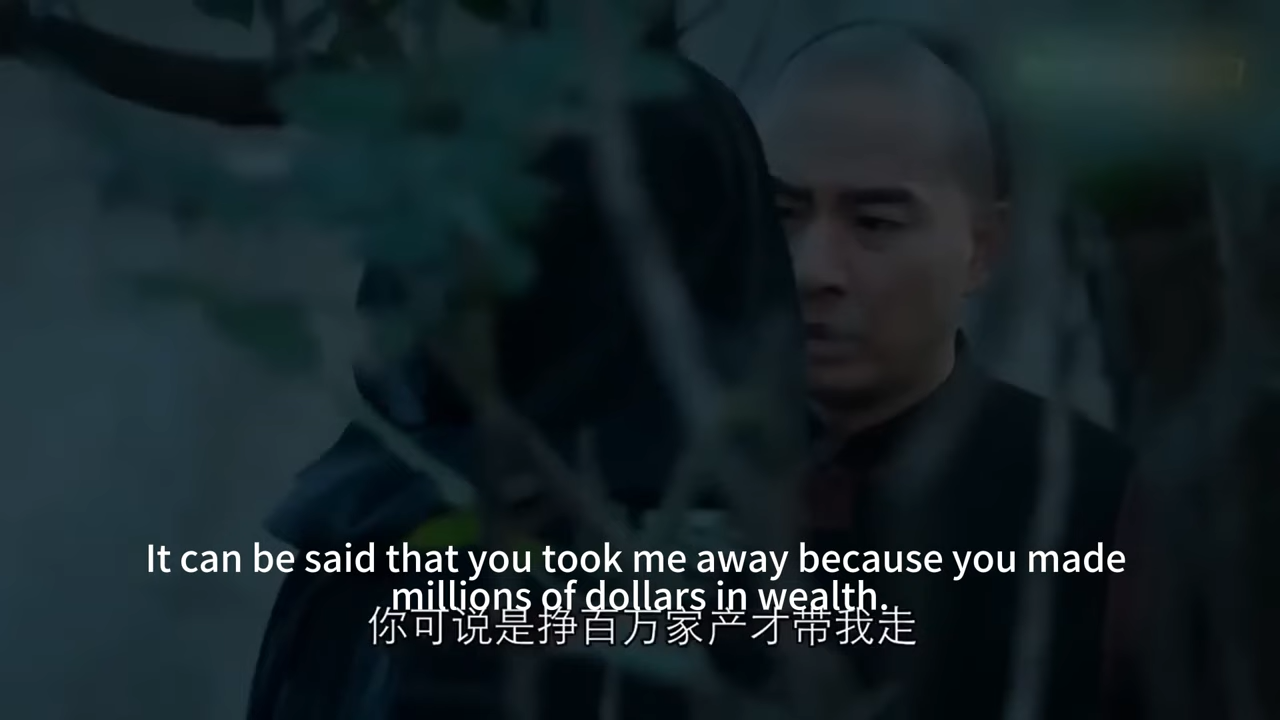 It can be said that you took me away because you made
millions of dollars in wealth.
你可说是挣百万家产才带我走